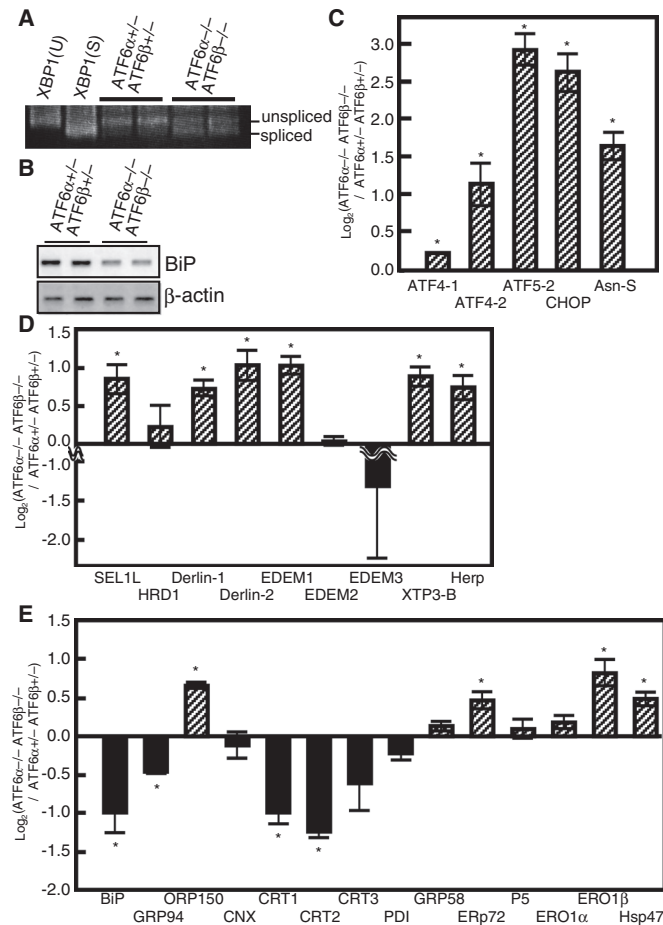 A
XBP1(U)
XBP1(S)
ATF6α+/–
ATF6β+/–
ATF6α–/–
ATF6β–/–
unspliced
spliced
B
ATF6α+/–
ATF6β+/–
ATF6α–/–
ATF6β–/–
BiP
β-actin
C
Log2(ATF6α–/– ATF6β–/–
/ ATF6α+/– ATF6β+/–)
3.0
2.5
2.0
1.5
1.0
0.5
0.0
* * * * *
ATF4-1 ATF5-2 Asn-S
ATF4-2 CHOP
D
Log2(ATF6α–/– ATF6β–/–
/ ATF6α+/– ATF6β+/–)
1.5
1.0
0.5
0.0
-1.0
-1.5
-2.0
* * * * * *
SEL1L Derlin-1 EDEM1 EDEM3 Herp
HRD1 Derlin-2 EDEM2 XTP3-B
E
Log2(ATF6α–/– ATF6β–/–
/ ATF6α+/– ATF6β+/–)
1.5
1.0
0.5
0.0
-0.5
-1.0
-1.5
-2.0
* * * * * * * *
BiP ORP150 CRT1 CRT3 GRP58 P5 ERO1β
GRP94 CNX CRT2 PDI ERp72 ERO1α Hsp47